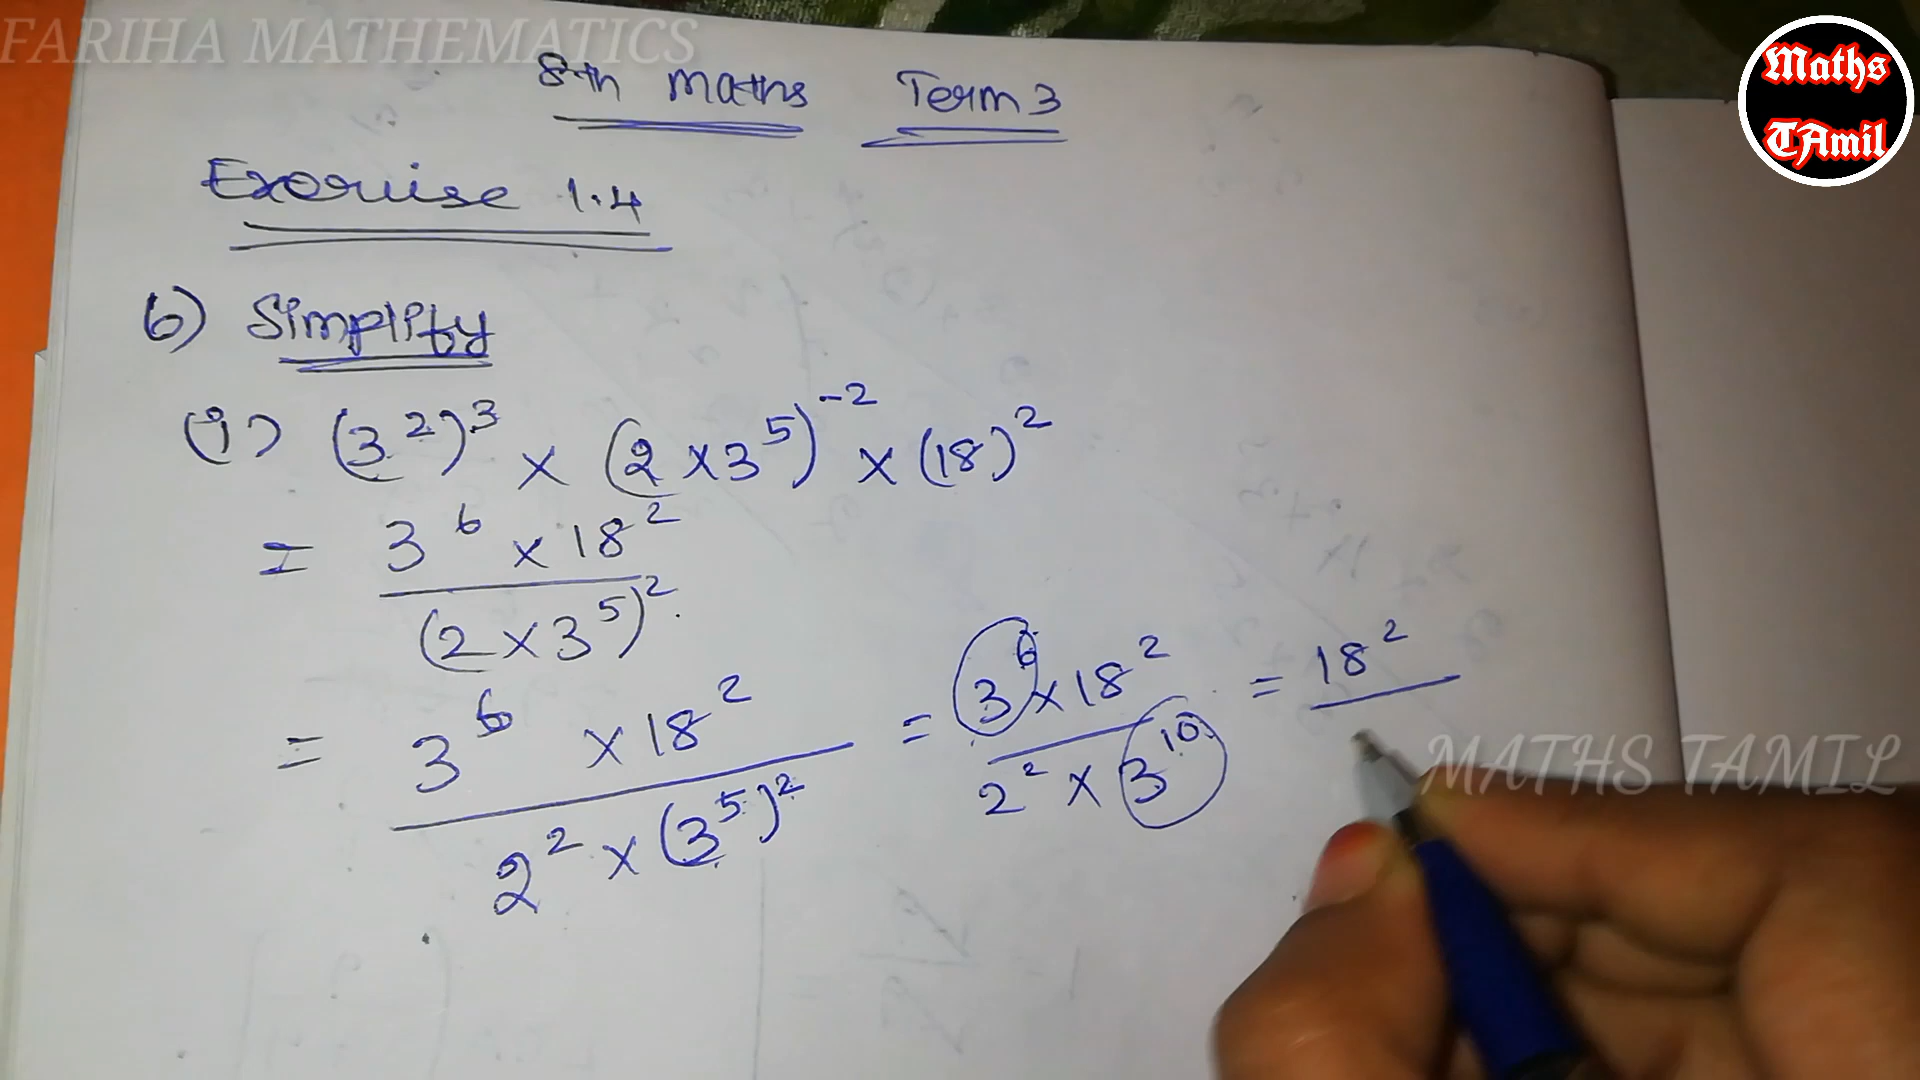 FARIHA MATHEMATICS
Maths
TAmil
8th Maths Term 3
Exercise 1.4
6) Simplify
(i) (3²)³ × (2 × 3⁵)⁻² × (18)²
= 3⁶ × 18² / (2 × 3⁵)²
= 3⁶ × 18² / 2² × (3⁵)² = 3⁶ × 18² / 2² × 3¹⁰ = 18² /
MATHS TAMIL